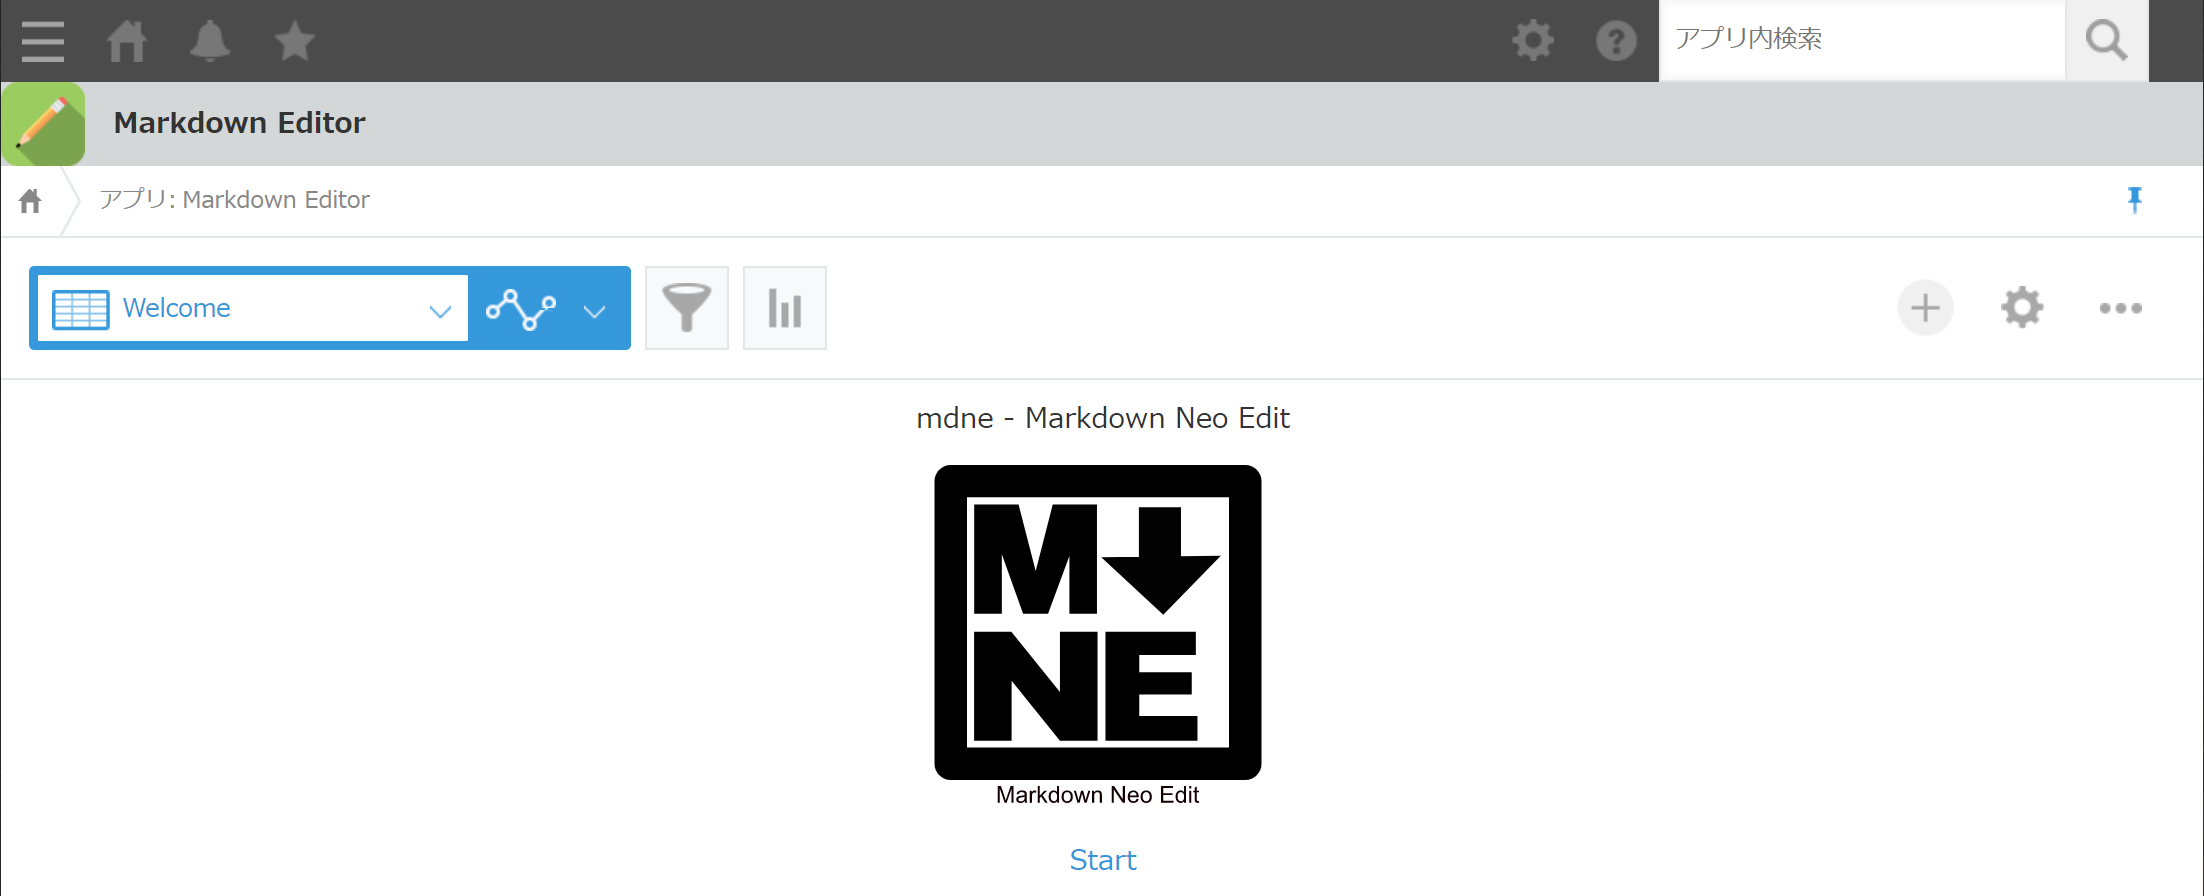 アプリ内検索
Markdown Editor
アプリ: Markdown Editor
Welcome
mdne - Markdown Neo Edit
M
NE
Markdown Neo Edit
Start